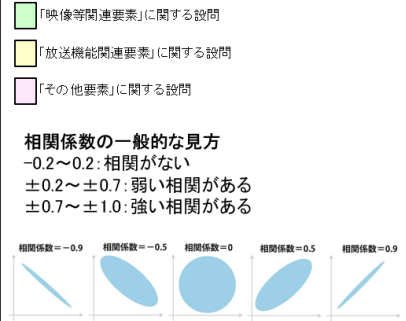 「映像等関連要素」に関する設問
「放送機能関連要素」に関する設問
「その他要素」に関する設問
相関係数の一般的な見方
−0.2～0.2：相関がない
±0.2～±0.7：弱い相関がある
±0.7～±1.0：強い相関がある
相関係数=−0.9 相関係数=−0.5 相関係数=0 相関係数=0.5 相関係数=0.9